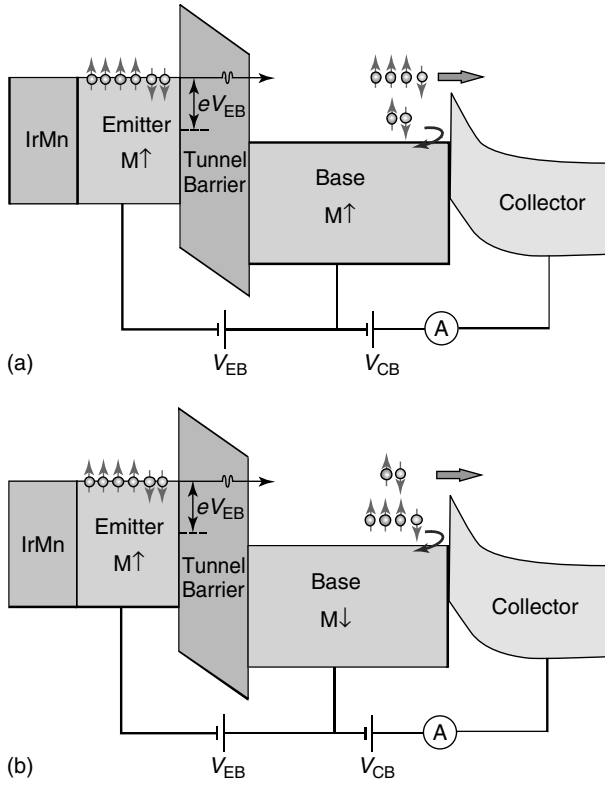 eV_EB
IrMn
Emitter
M↑
Tunnel
Barrier
Base
M↑
Collector
A
V_EB
V_CB
(a)
eV_EB
IrMn
Emitter
M↑
Tunnel
Barrier
Base
M↓
Collector
A
V_EB
V_CB
(b)